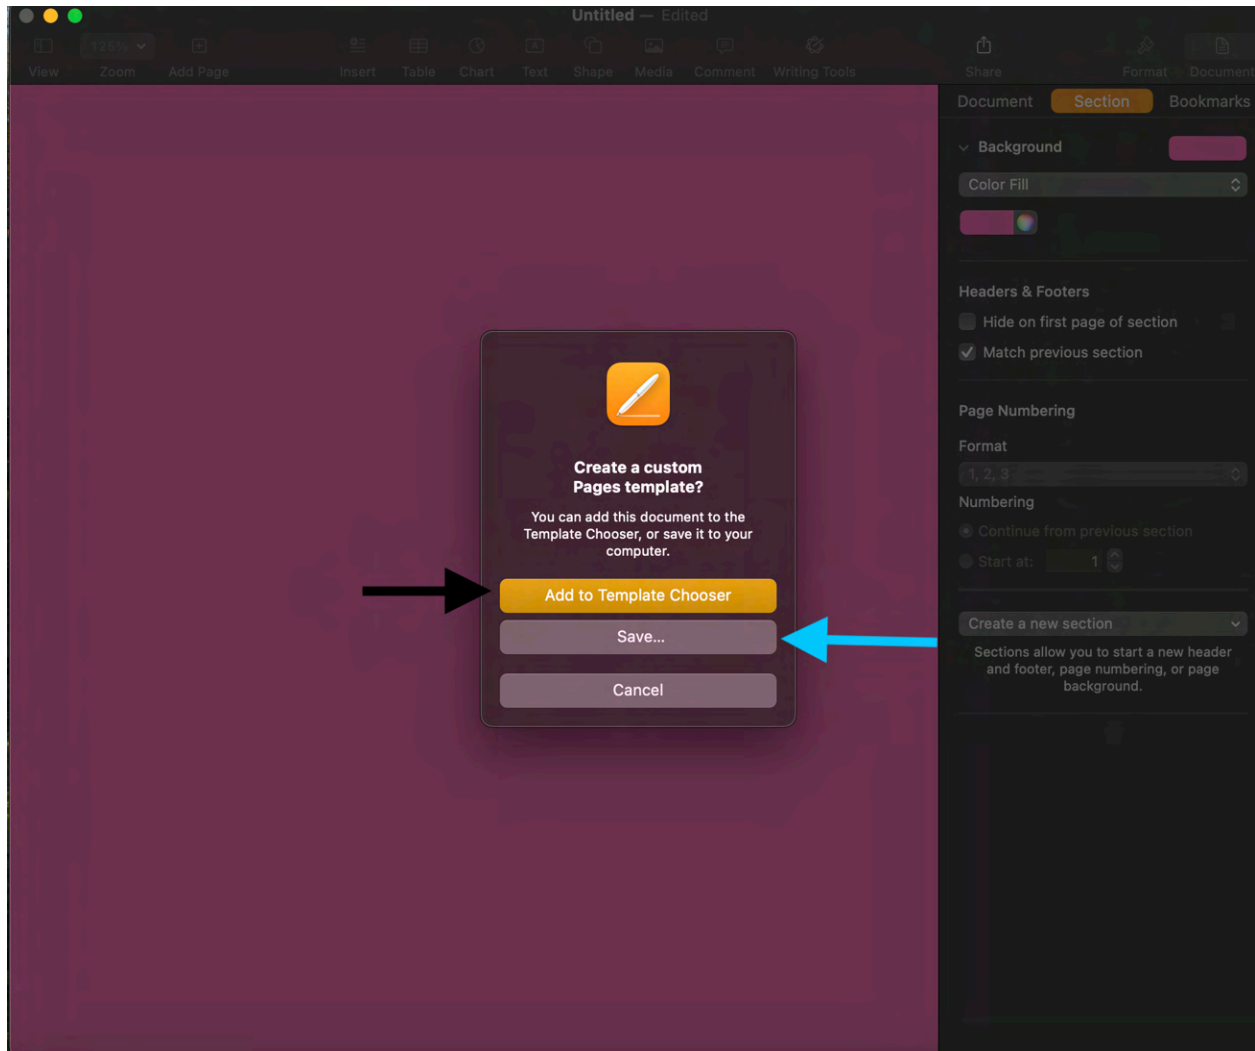 Untitled — Edited
125%
View Zoom Add Page Insert Table Chart Text Shape Media Comment Writing Tools Share Format Document
Document Section Bookmarks
Background
Color Fill
Headers & Footers
Hide on first page of section
Match previous section
Page Numbering
Format
1, 2, 3
Numbering
Continue from previous section
Start at: 1
Create a new section
Sections allow you to start a new header
and footer, page numbering, or page
background.
Create a custom
Pages template?
You can add this document to the
Template Chooser, or save it to your
computer.
Add to Template Chooser
Save...
Cancel